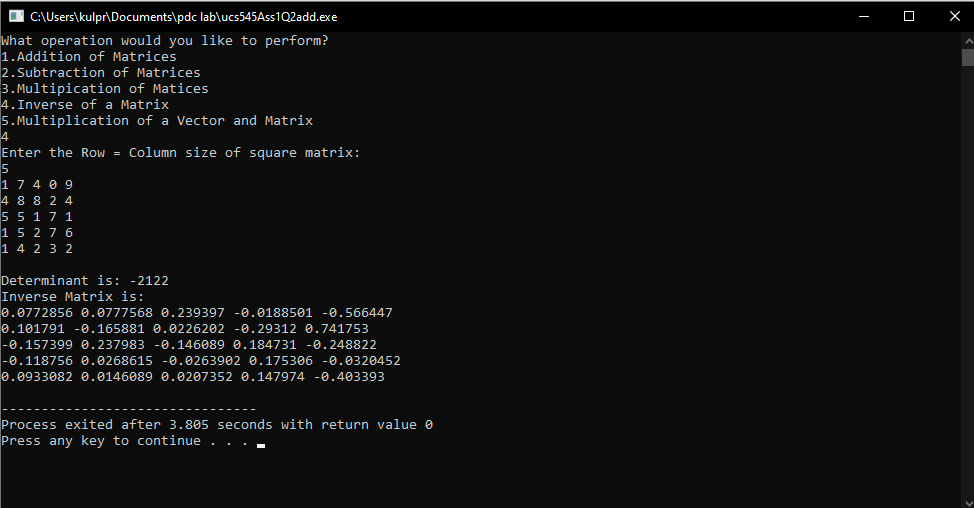 C:\Users\kulpr\Documents\pdc lab\ucs545Ass1Q2add.exe
What operation would you like to perform?
1.Addition of Matrices
2.Subtraction of Matrices
3.Multipication of Matices
4.Inverse of a Matrix
5.Multiplication of a Vector and Matrix
4
Enter the Row = Column size of square matrix:
5
1 7 4 0 9
4 8 8 2 4
5 5 1 7 1
1 5 2 7 6
1 4 2 3 2
Determinant is: -2122
Inverse Matrix is:
0.0772856 0.0777568 0.239397 -0.0188501 -0.566447
0.101791 -0.165881 0.0226202 -0.29312 0.741753
-0.157399 0.237983 -0.146089 0.184731 -0.248822
-0.118756 0.0268615 -0.0263902 0.175306 -0.0320452
0.0933082 0.0146089 0.0207352 0.147974 -0.403393
--------------------------------
Process exited after 3.805 seconds with return value 0
Press any key to continue . . .